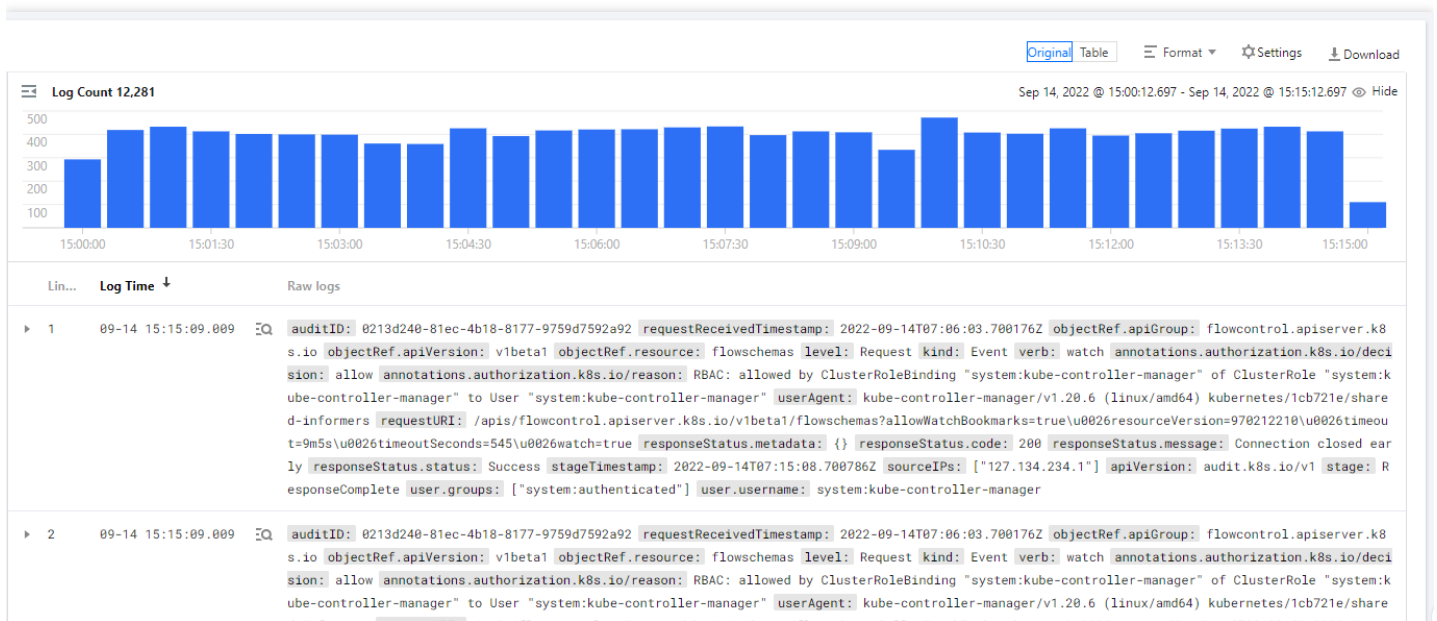 Original Table Format Settings Download
Log Count 12,281 Sep 14, 2022 @ 15:00:12.697 - Sep 14, 2022 @ 15:15:12.697 Hide
500
400
300
200
100
15:00:00 15:01:30 15:03:00 15:04:30 15:06:00 15:07:30 15:09:00 15:10:30 15:12:00 15:13:30 15:15:00
Lin... Log Time Raw logs
1 09-14 15:15:09.009 auditID: 0213d240-81ec-4b18-8177-9759d7592a92 requestReceivedTimestamp: 2022-09-14T07:06:03.700176Z objectRef.apiGroup: flowcontrol.apiserver.k8
s.io objectRef.apiVersion: v1beta1 objectRef.resource: flowschemas level: Request kind: Event verb: watch annotations.authorization.k8s.io/deci
sion: allow annotations.authorization.k8s.io/reason: RBAC: allowed by ClusterRoleBinding "system:kube-controller-manager" of ClusterRole "system:k
ube-controller-manager" to User "system:kube-controller-manager" userAgent: kube-controller-manager/v1.20.6 (linux/amd64) kubernetes/1cb721e/share
d-informers requestURI: /apis/flowcontrol.apiserver.k8s.io/v1beta1/flowschemas?allowWatchBookmarks=true\u0026resourceVersion=970212210\u0026timeou
t=9m5s\u0026timeoutSeconds=545\u0026watch=true responseStatus.metadata: {} responseStatus.code: 200 responseStatus.message: Connection closed ear
ly responseStatus.status: Success stageTimestamp: 2022-09-14T07:15:08.700786Z sourceIPs: ["127.134.234.1"] apiVersion: audit.k8s.io/v1 stage: R
esponseComplete user.groups: ["system:authenticated"] user.username: system:kube-controller-manager
2 09-14 15:15:09.009 auditID: 0213d240-81ec-4b18-8177-9759d7592a92 requestReceivedTimestamp: 2022-09-14T07:06:03.700176Z objectRef.apiGroup: flowcontrol.apiserver.k8
s.io objectRef.apiVersion: v1beta1 objectRef.resource: flowschemas level: Request kind: Event verb: watch annotations.authorization.k8s.io/deci
sion: allow annotations.authorization.k8s.io/reason: RBAC: allowed by ClusterRoleBinding "system:kube-controller-manager" of ClusterRole "system:k
ube-controller-manager" to User "system:kube-controller-manager" userAgent: kube-controller-manager/v1.20.6 (linux/amd64) kubernetes/1cb721e/share